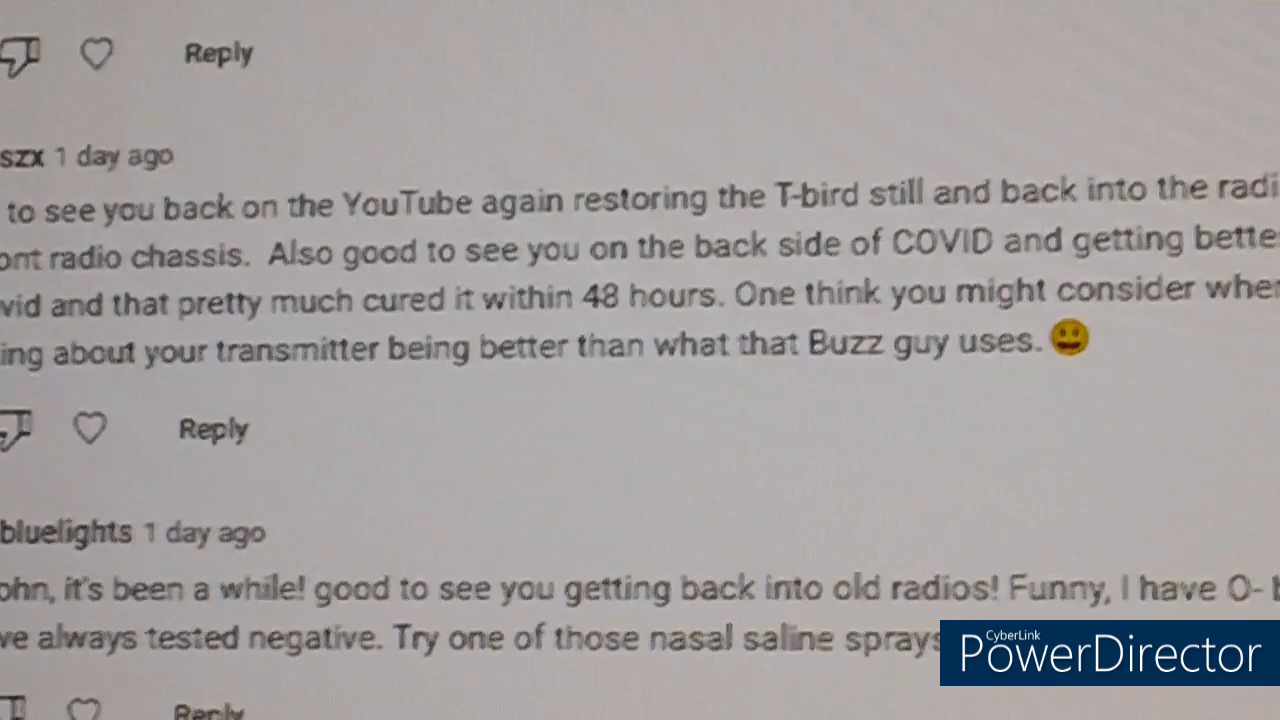 Reply
szx 1 day ago
to see you back on the YouTube again restoring the T-bird still and back into the radi
ont radio chassis. Also good to see you on the back side of COVID and getting bette
vid and that pretty much cured it within 48 hours. One think you might consider whe
ing about your transmitter being better than what that Buzz guy uses. 😀
Reply
bluelights 1 day ago
ohn, it's been a while! good to see you getting back into old radios! Funny, I have O-
ve always tested negative. Try one of those nasal saline sprays
CyberLink
PowerDirector
Reply